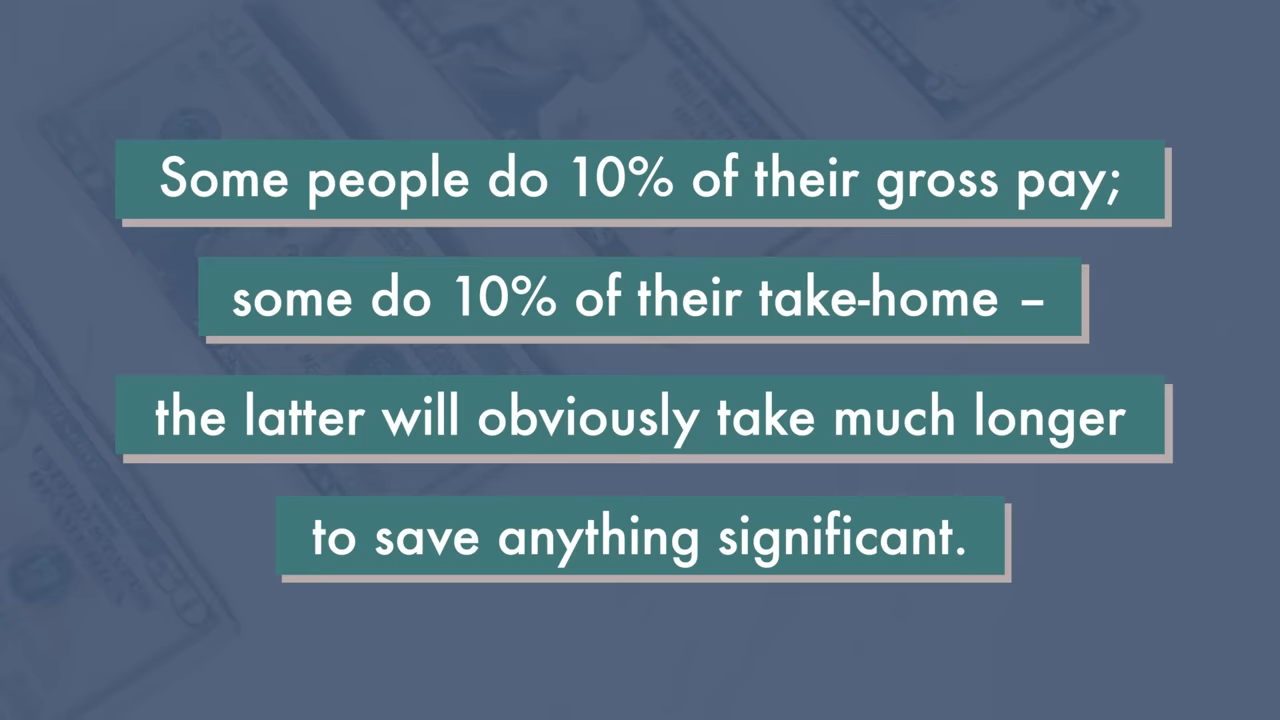 Some people do 10% of their gross pay;
some do 10% of their take-home –
the latter will obviously take much longer
to save anything significant.